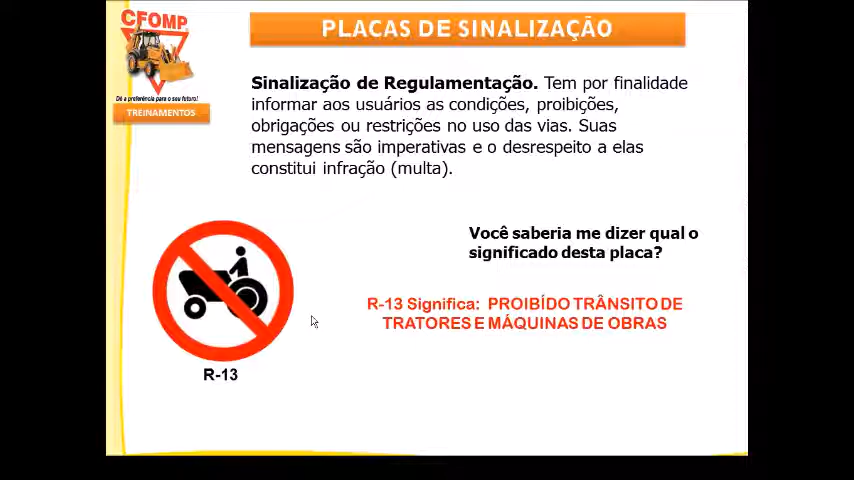 CFOMP
Dê a preferência para o seu futuro!
TREINAMENTOS
PLACAS DE SINALIZAÇÃO
Sinalização de Regulamentação. Tem por finalidade
informar aos usuários as condições, proibições,
obrigações ou restrições no uso das vias. Suas
mensagens são imperativas e o desrespeito a elas
constitui infração (multa).
Você saberia me dizer qual o
significado desta placa?
R-13 Significa: PROIBÍDO TRÂNSITO DE
TRATORES E MÁQUINAS DE OBRAS
R-13